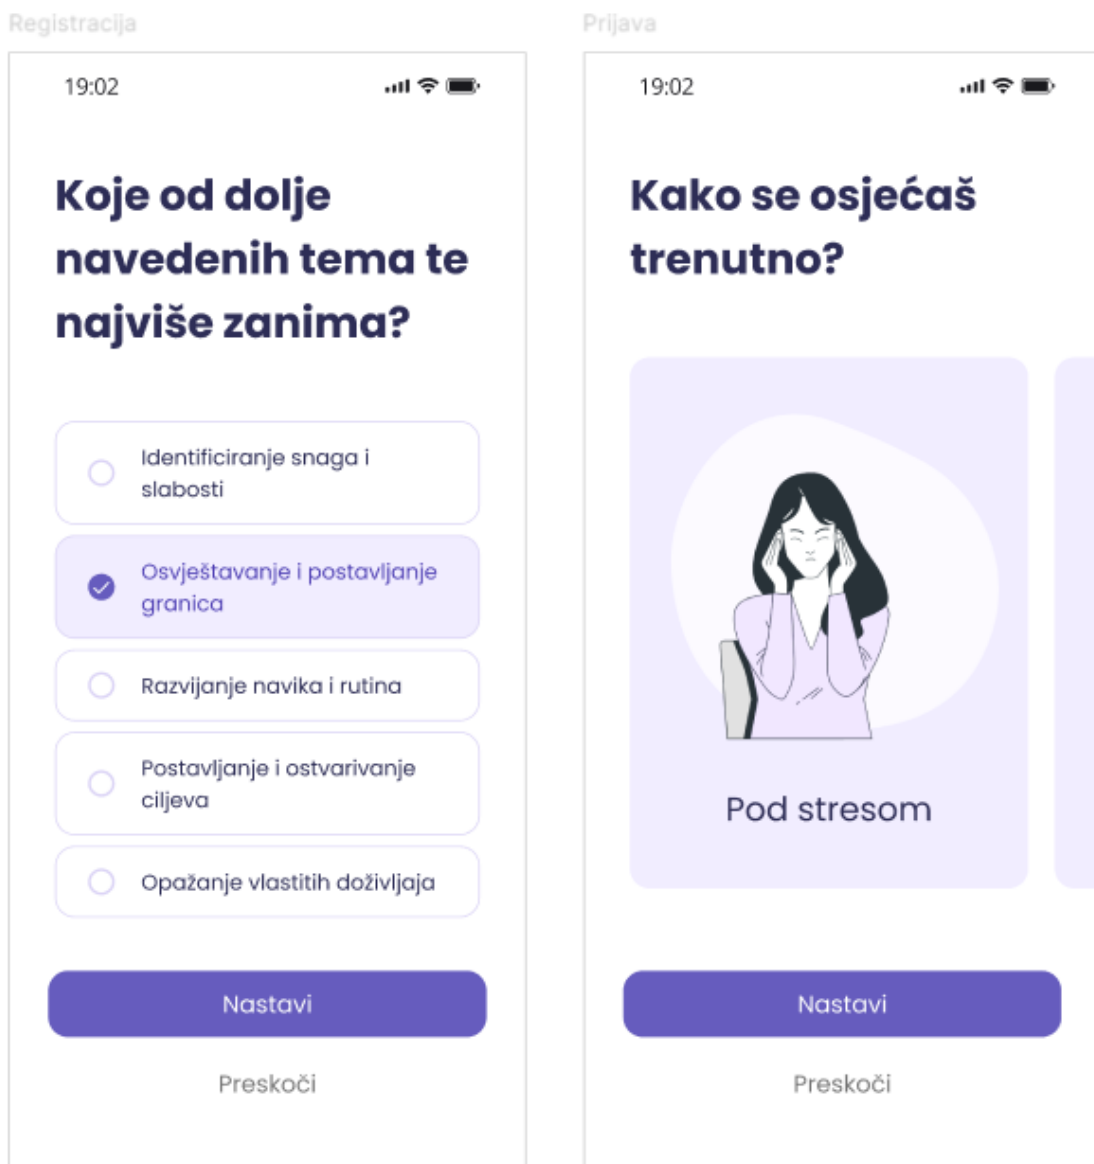 Registracija
19:02
Koje od dolje
navedenih tema te
najviše zanima?
Identificiranje snaga i
slabosti
Osvještavanje i postavljanje
granica
Razvijanje navika i rutina
Postavljanje i ostvarivanje
ciljeva
Opažanje vlastitih doživljaja
Nastavi
Preskoči
Prijava
19:02
Kako se osjećaš
trenutno?
Pod stresom
Nastavi
Preskoči